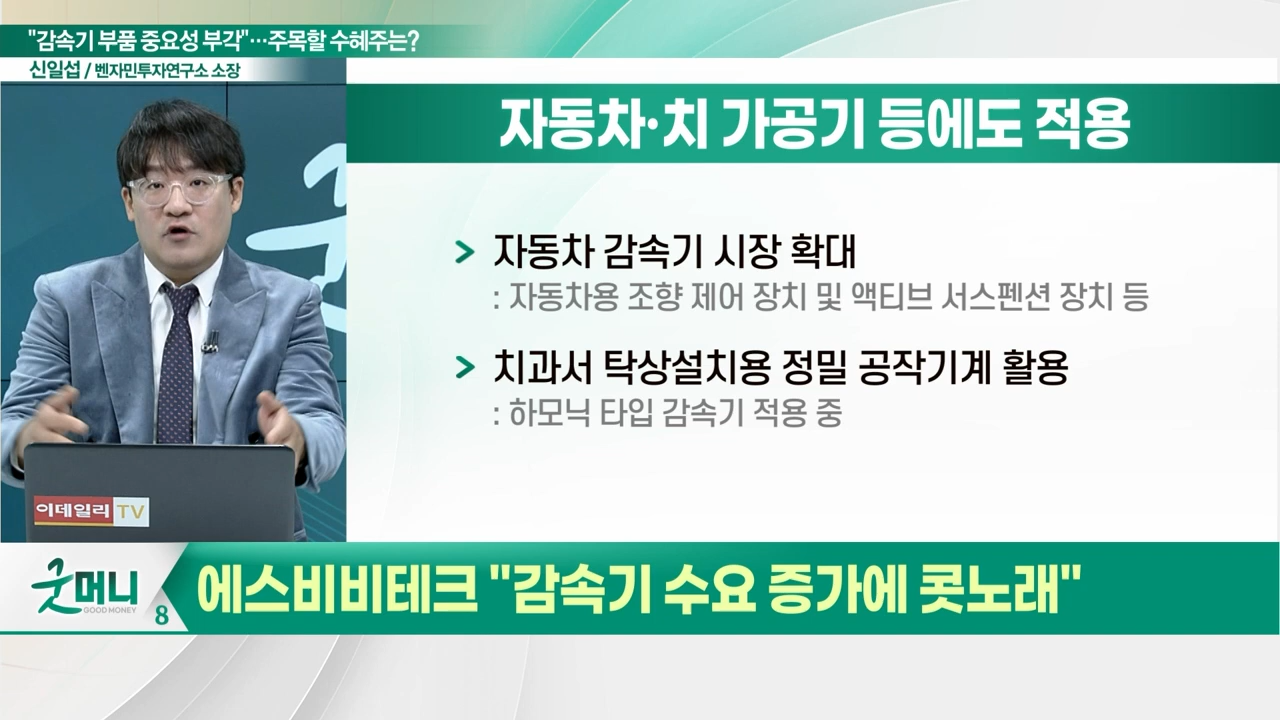 "감속기 부품 중요성 부각"…주목할 수혜주는?
신일섭 / 벤자민투자연구소 소장
자동차·치 가공기 등에도 적용
> 자동차 감속기 시장 확대
: 자동차용 조향 제어 장치 및 액티브 서스펜션 장치 등
> 치과서 탁상설치용 정밀 공작기계 활용
: 하모닉 타입 감속기 적용 중
이데일리 TV
굿머니
GOOD MONEY
8
에스비비테크 "감속기 수요 증가에 콧노래"